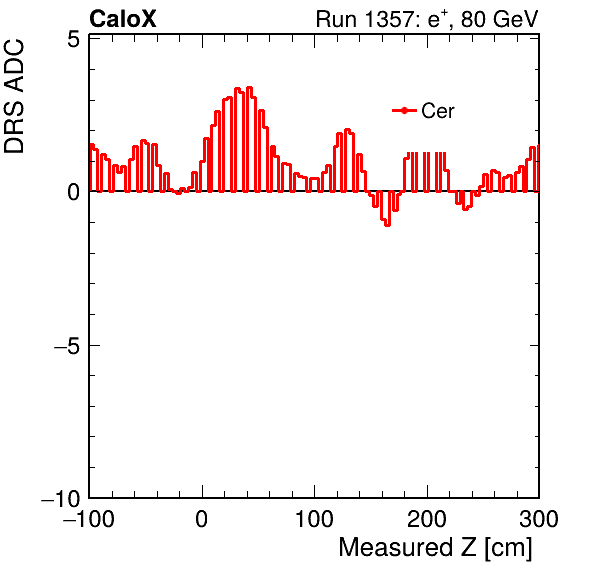 CaloX
Run 1357: e+, 80 GeV
DRS ADC
5
0
−5
−10
Cer
−100 0 100 200 300
Measured Z [cm]